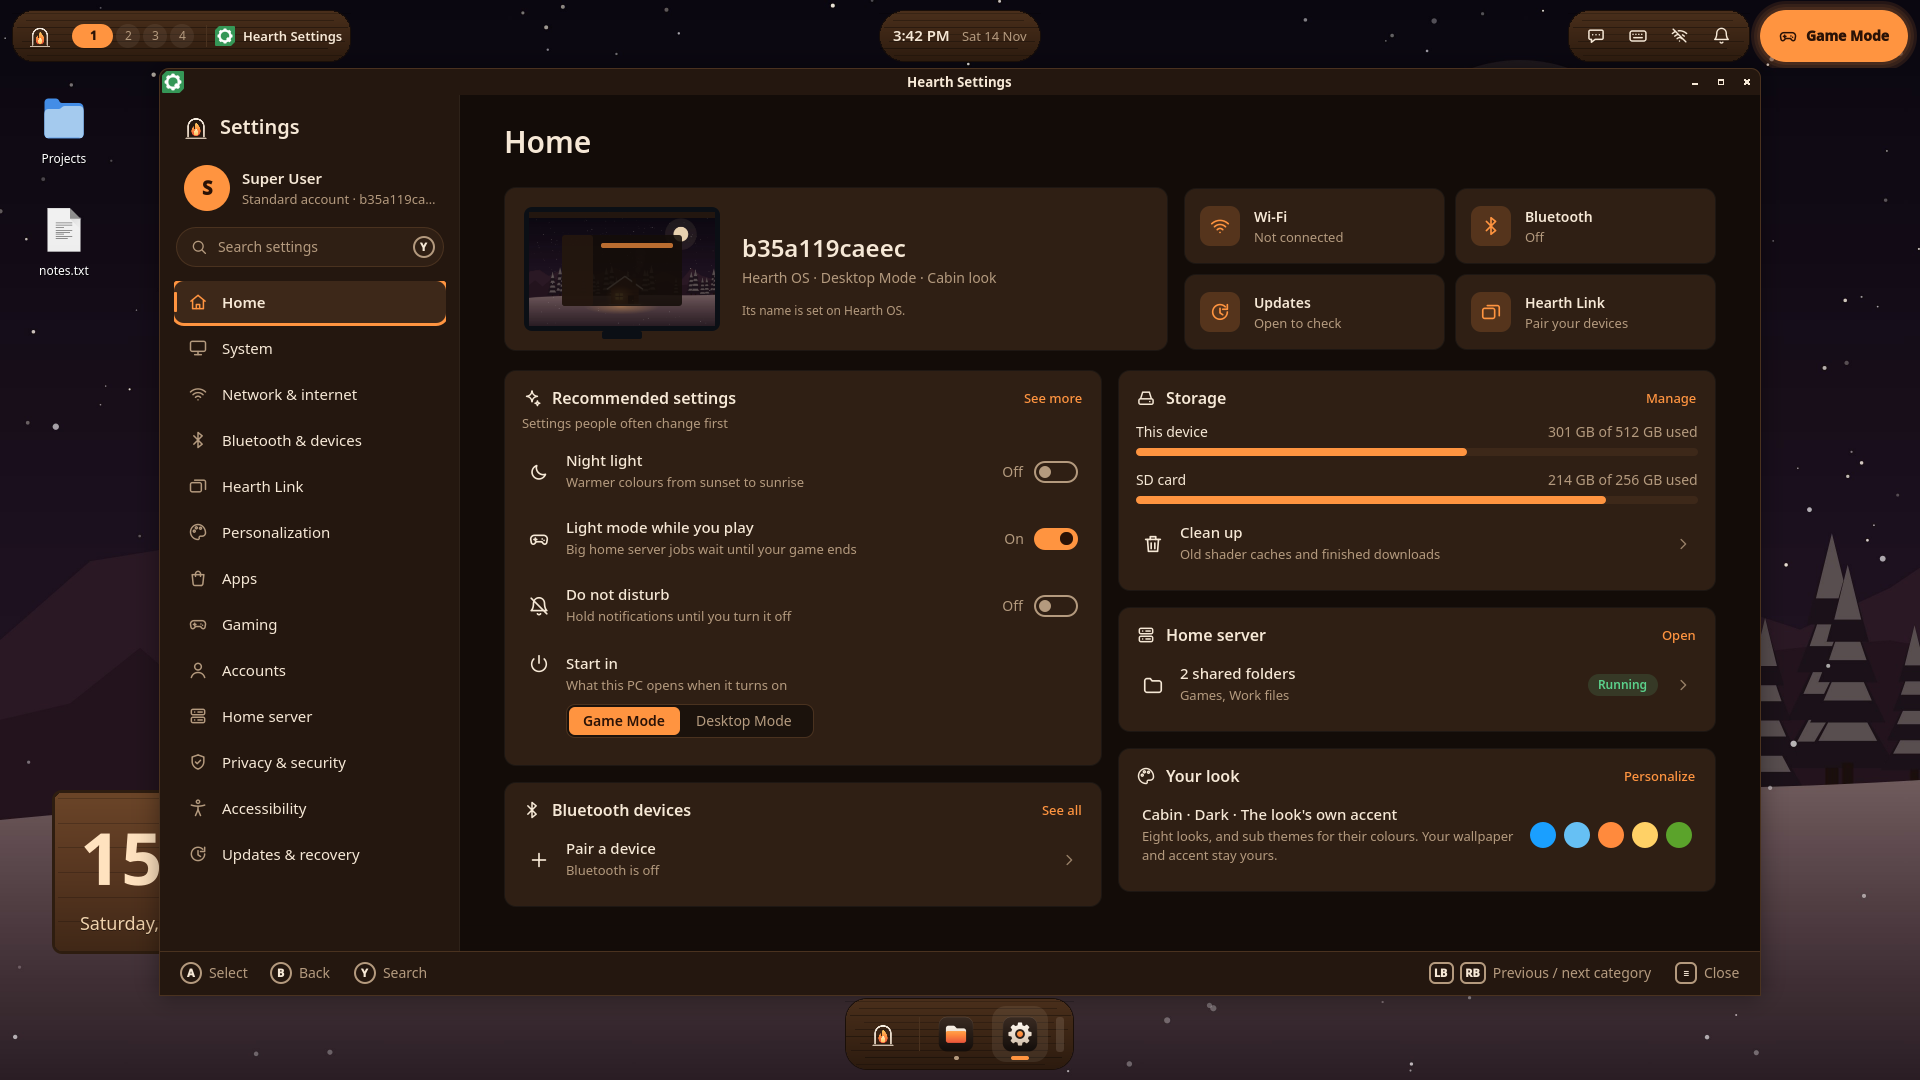 1 2 3 4 Hearth Settings
3:42 PM Sat 14 Nov
Game Mode
Hearth Settings
Projects
notes.txt
15
Saturday,
Settings
S
Super User
Standard account · b35a119ca...
Search settings Y
Home
System
Network & internet
Bluetooth & devices
Hearth Link
Personalization
Apps
Gaming
Accounts
Home server
Privacy & security
Accessibility
Updates & recovery
Home
b35a119caeec
Hearth OS · Desktop Mode · Cabin look
Its name is set on Hearth OS.
Wi-Fi
Not connected
Bluetooth
Off
Updates
Open to check
Hearth Link
Pair your devices
Recommended settings See more
Settings people often change first
Night light
Warmer colours from sunset to sunrise
Off
Light mode while you play
Big home server jobs wait until your game ends
On
Do not disturb
Hold notifications until you turn it off
Off
Start in
What this PC opens when it turns on
Game Mode Desktop Mode
Bluetooth devices See all
Pair a device
Bluetooth is off
Storage Manage
This device 301 GB of 512 GB used
SD card 214 GB of 256 GB used
Clean up
Old shader caches and finished downloads
Home server Open
2 shared folders
Games, Work files
Running
Your look Personalize
Cabin · Dark · The look's own accent
Eight looks, and sub themes for their colours. Your wallpaper
and accent stay yours.
A Select B Back Y Search
LB RB Previous / next category Close